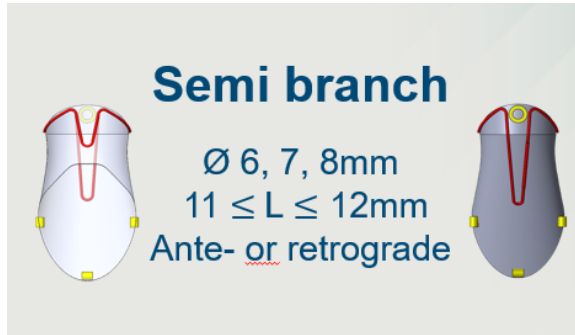 Semi branch
Ø 6, 7, 8mm
11 ≤ L ≤ 12mm
Ante- or retrograde